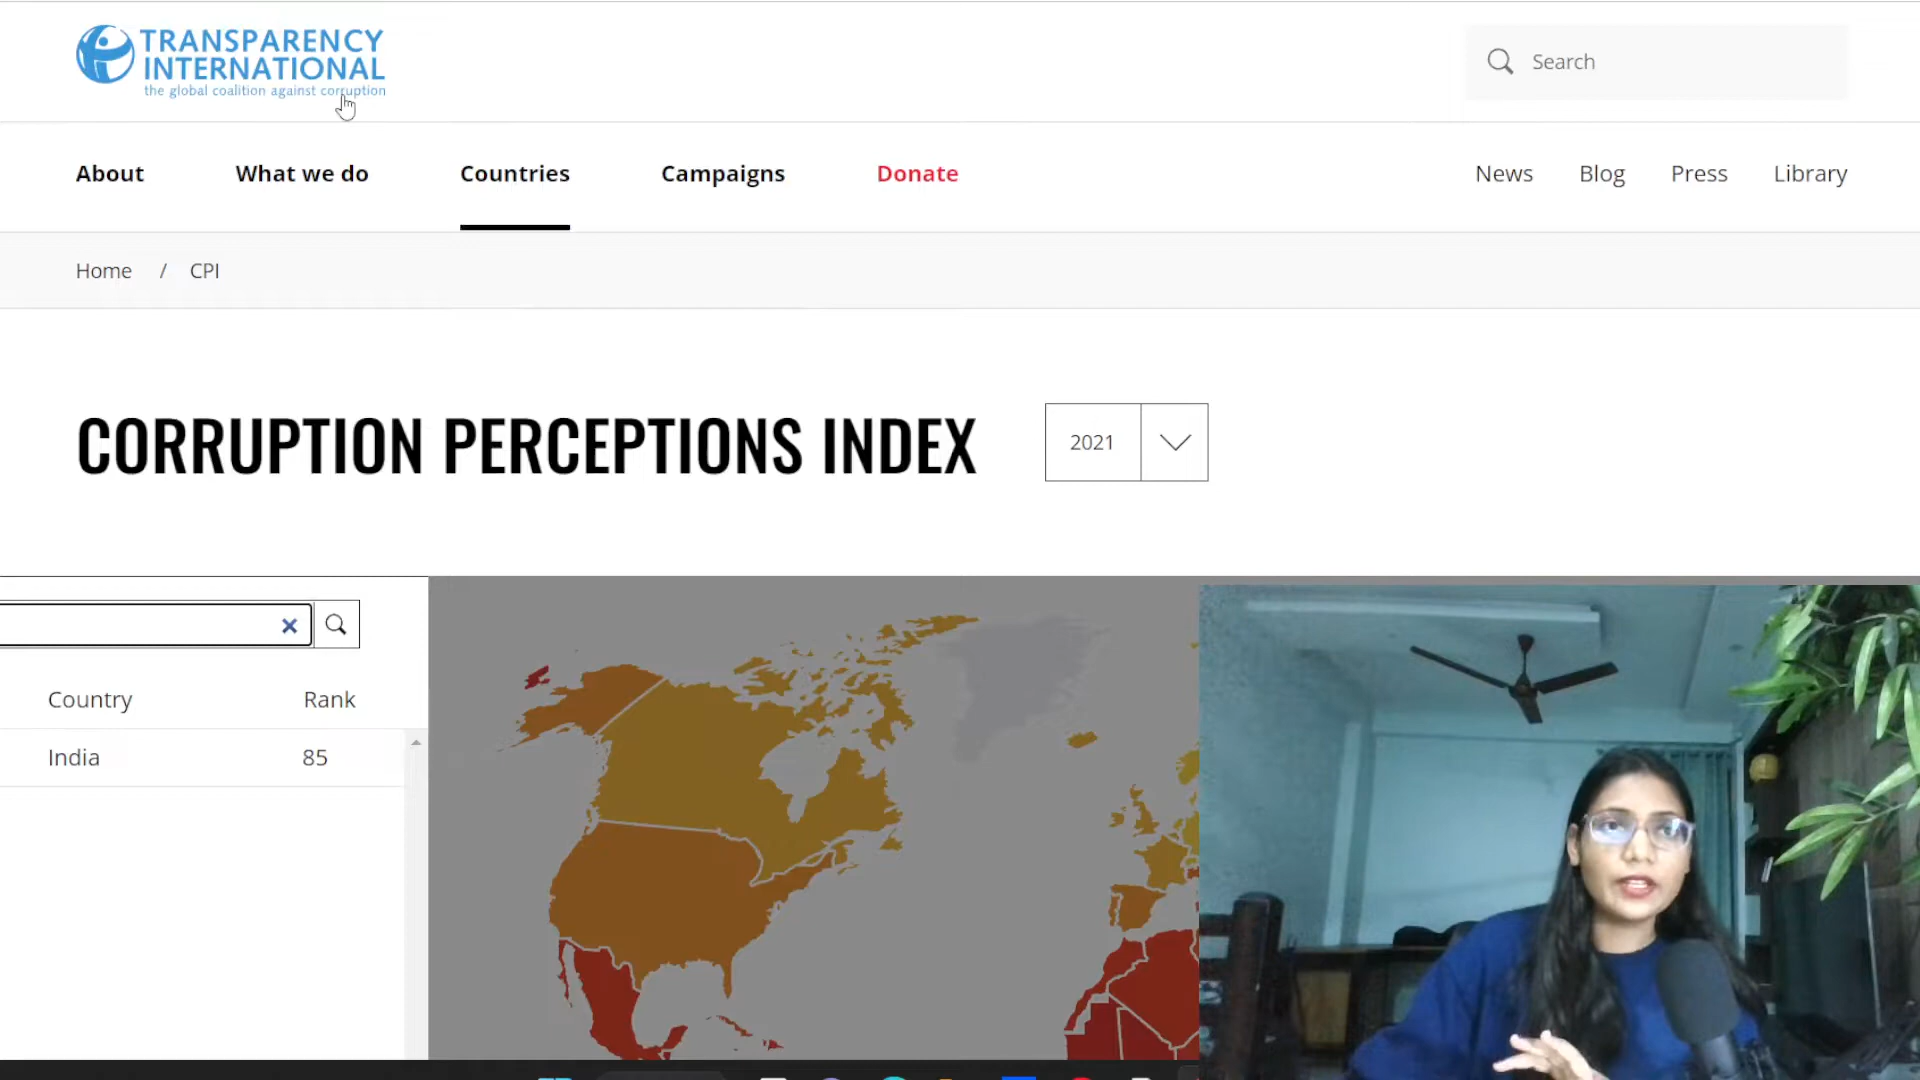 TRANSPARENCY
INTERNATIONAL
the global coalition against corruption
Search
About What we do Countries Campaigns Donate News Blog Press Library
Home / CPI
CORRUPTION PERCEPTIONS INDEX 2021
Country Rank
India 85